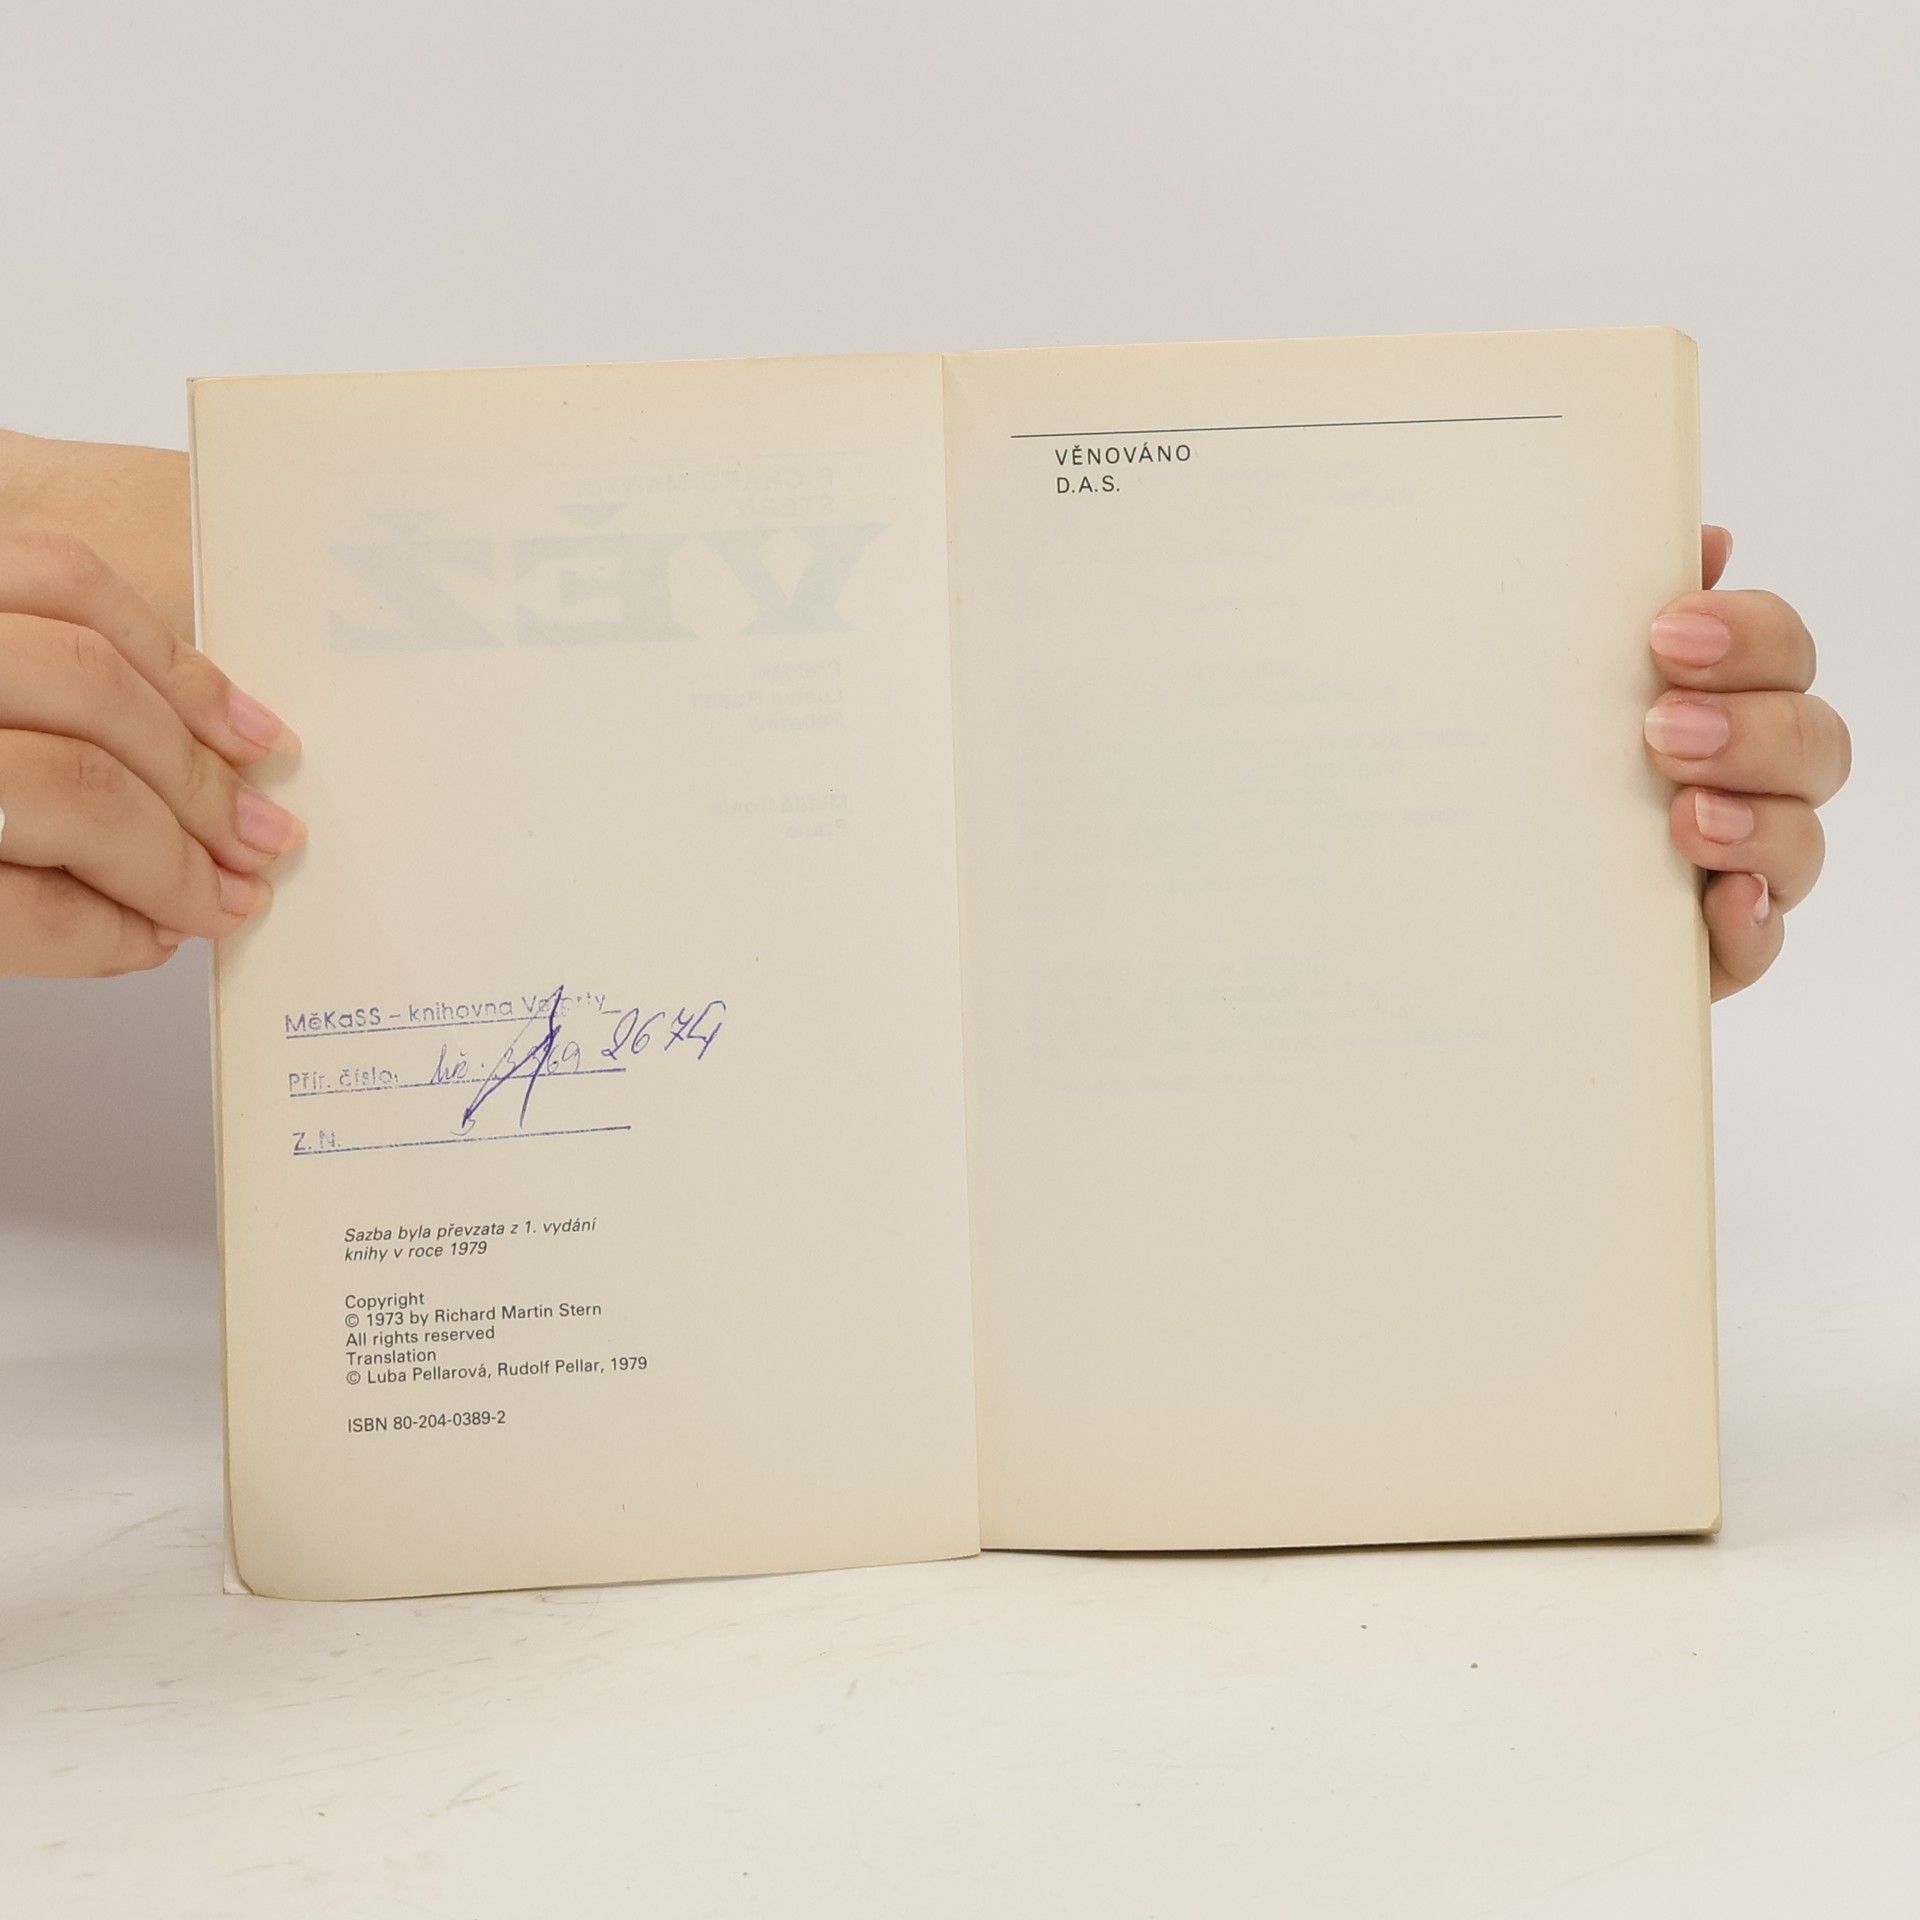 MěKaSS – knihovna
Přír. číslo: 2674
Z. N.
Sazba byla převzata z 1. vydání
knihy v roce 1979
Copyright
© 1973 by Richard Martin Stern
All rights reserved
Translation
© Luba Pellarová, Rudolf Pellar, 1979
ISBN 80-204-0389-2
VĚNOVÁNO
D.A.S.